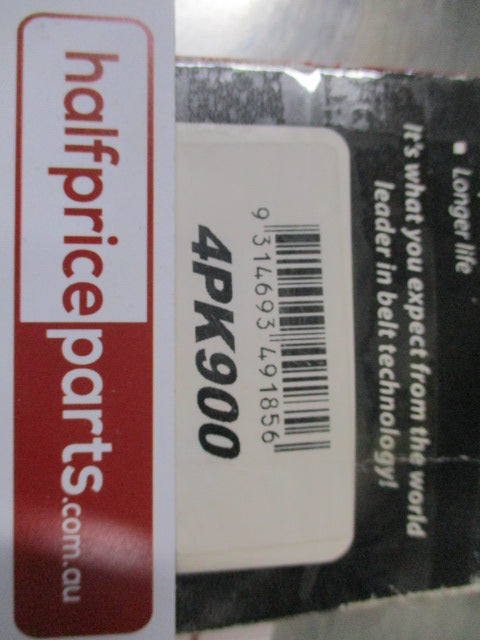 Longer life
It's what you expect from the world
leader in belt technology!
9 314693 491856
4PK900
halfpriceparts.com.au